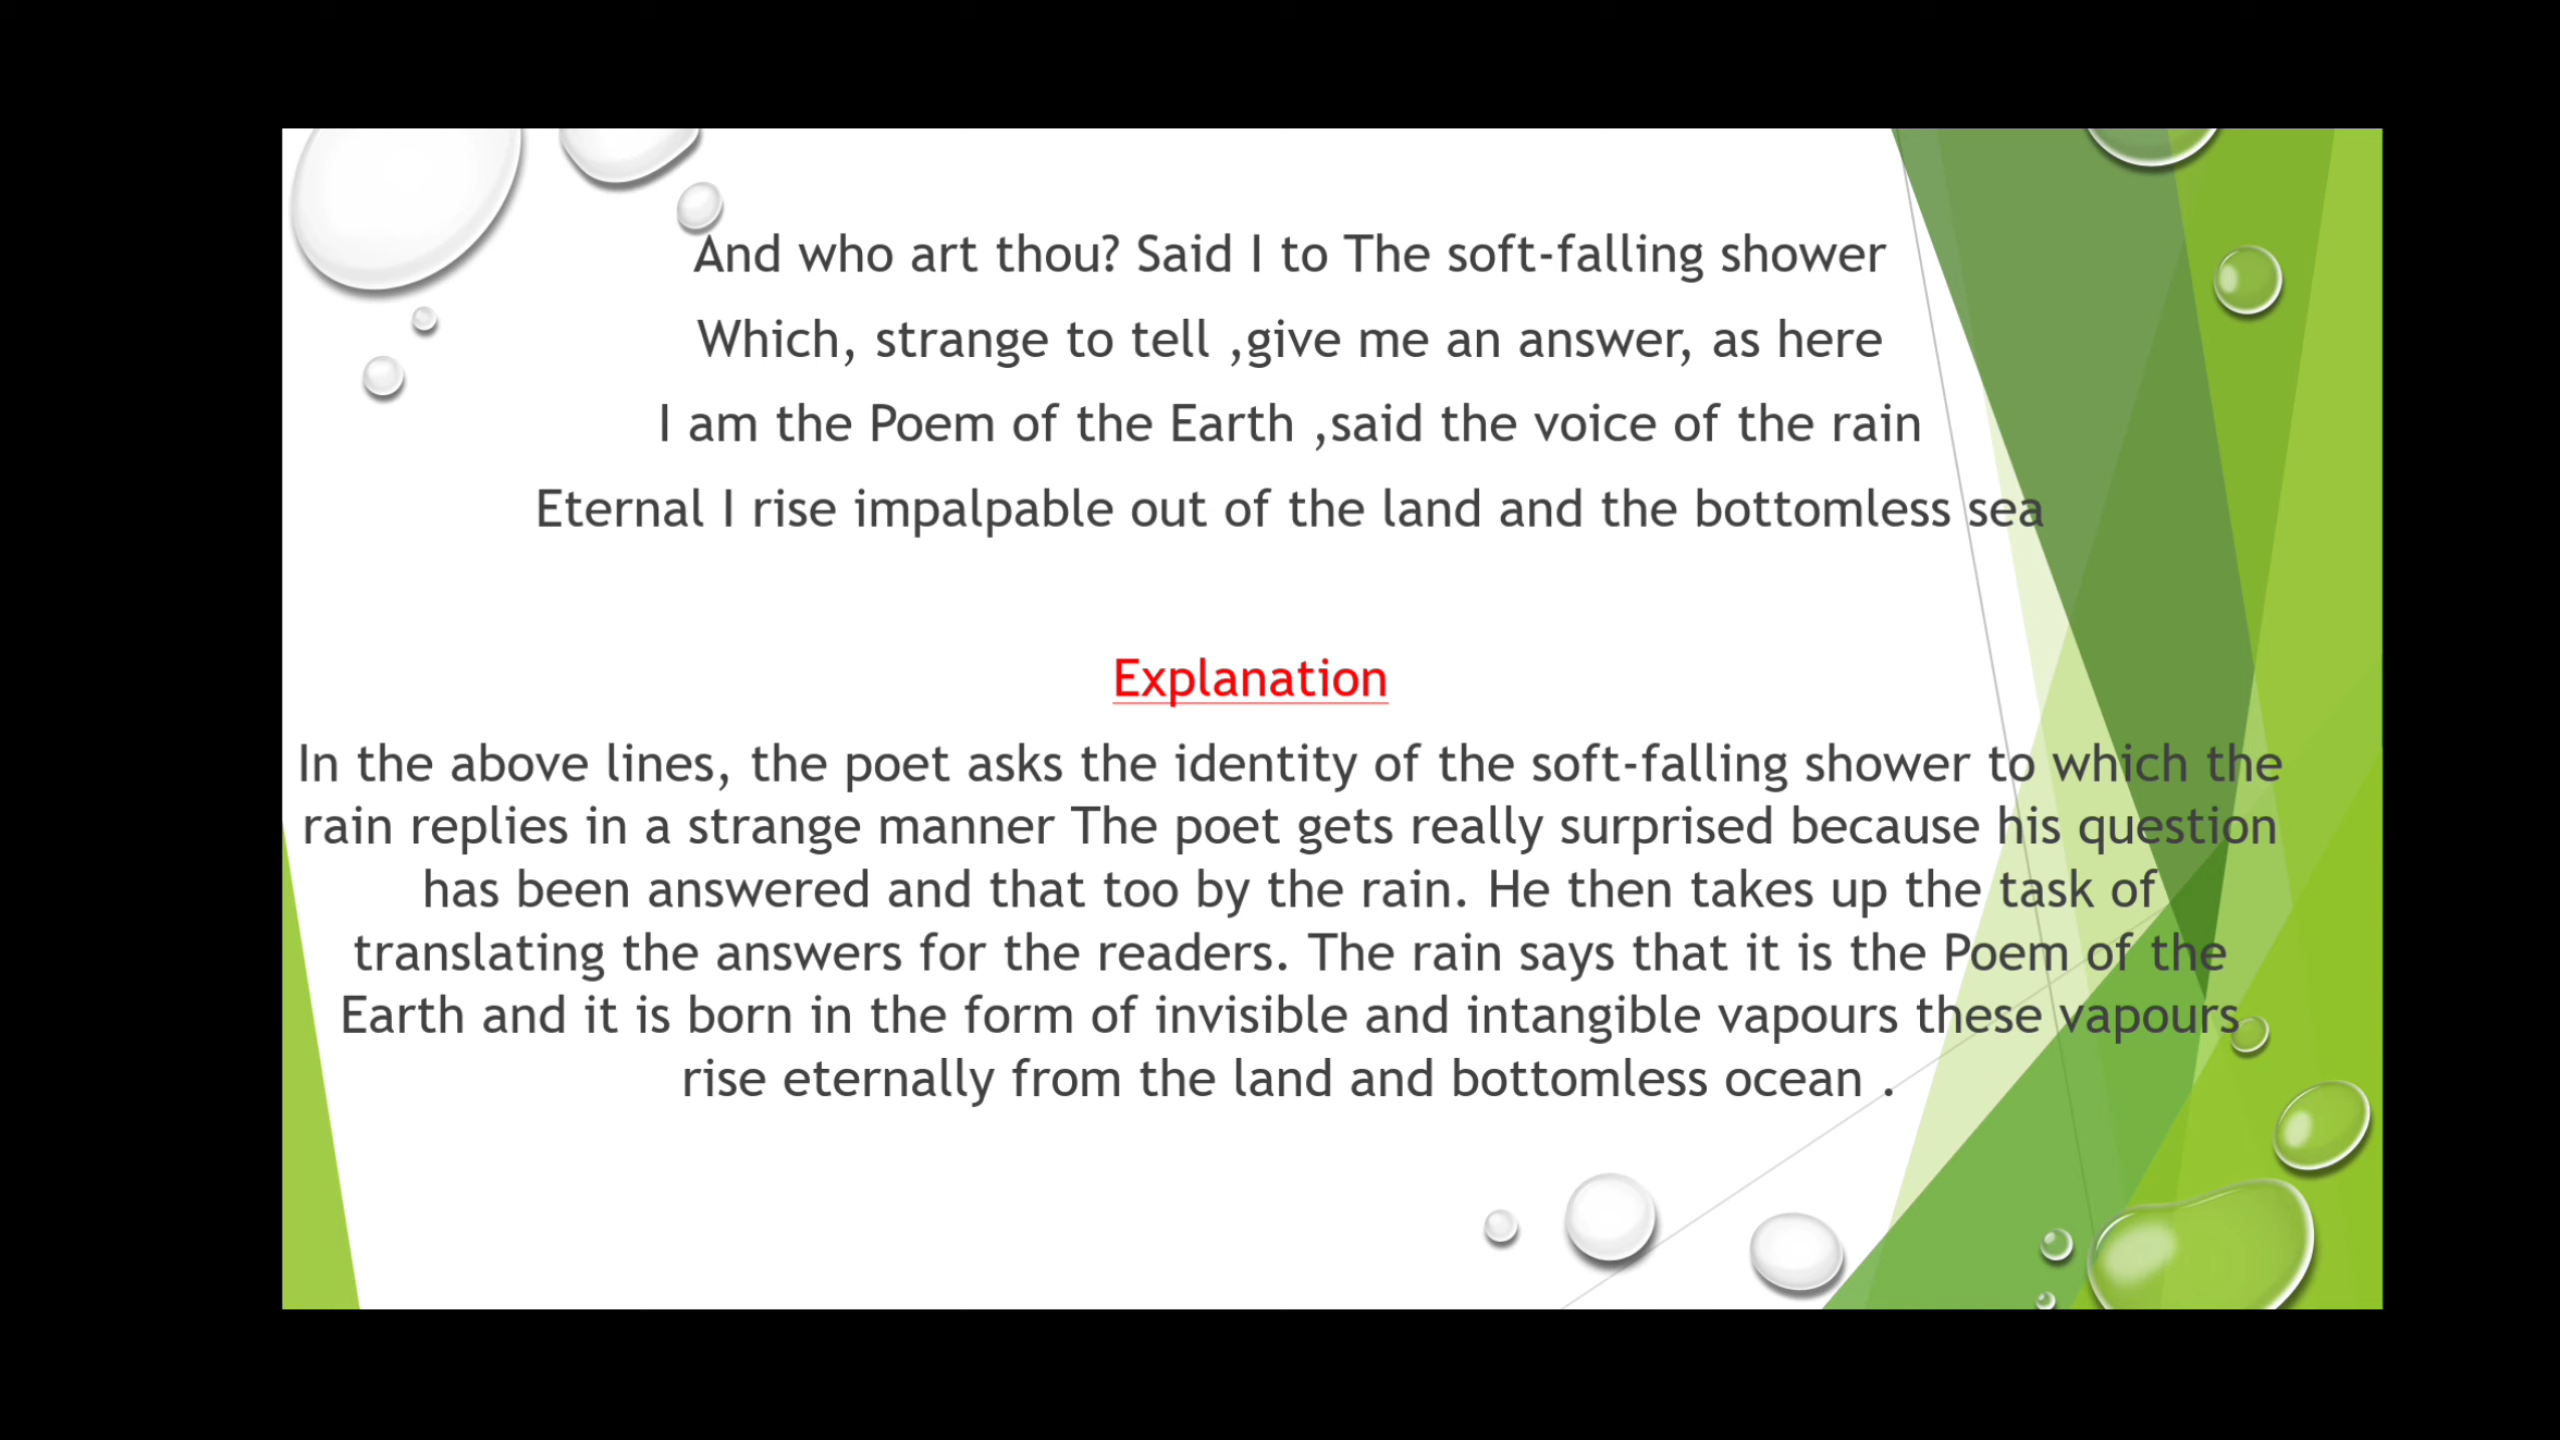 And who art thou? Said I to The soft-falling shower
Which, strange to tell ,give me an answer, as here
I am the Poem of the Earth ,said the voice of the rain
Eternal I rise impalpable out of the land and the bottomless sea
Explanation
In the above lines, the poet asks the identity of the soft-falling shower to which the
rain replies in a strange manner The poet gets really surprised because his question
has been answered and that too by the rain. He then takes up the task of
translating the answers for the readers. The rain says that it is the Poem of the
Earth and it is born in the form of invisible and intangible vapours these vapours
rise eternally from the land and bottomless ocean .